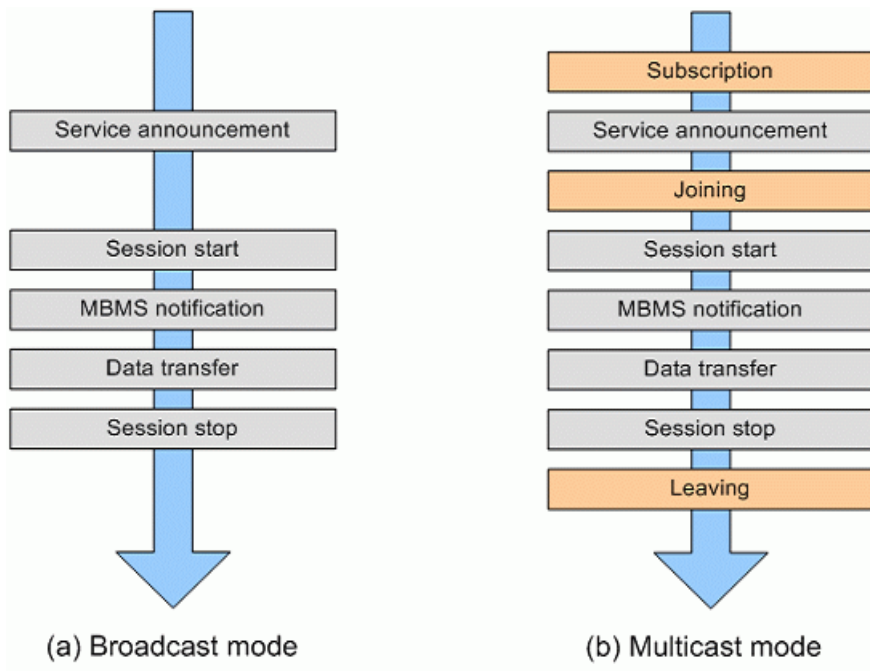 Service announcement
Session start
MBMS notification
Data transfer
Session stop
(a) Broadcast mode
Subscription
Service announcement
Joining
Session start
MBMS notification
Data transfer
Session stop
Leaving
(b) Multicast mode